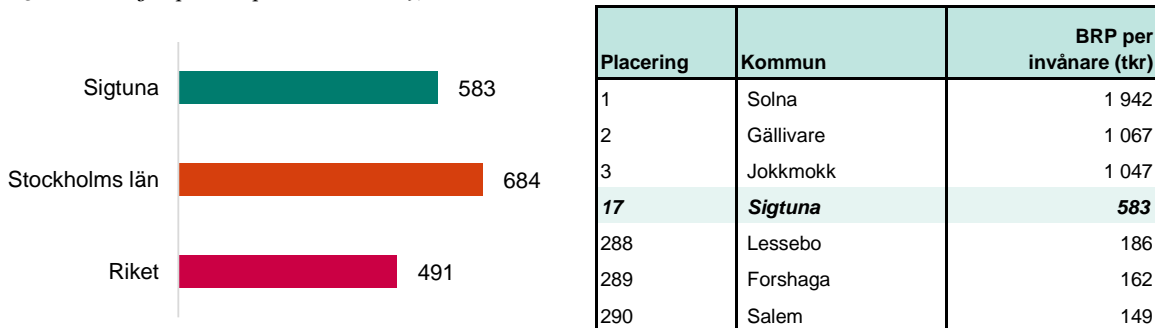 Sigtuna 583
Stockholms län 684
Riket 491
Placering Kommun BRP per invånare (tkr)
1 Solna 1 942
2 Gällivare 1 067
3 Jokkmokk 1 047
17 Sigtuna 583
288 Lessebo 186
289 Forshaga 162
290 Salem 149